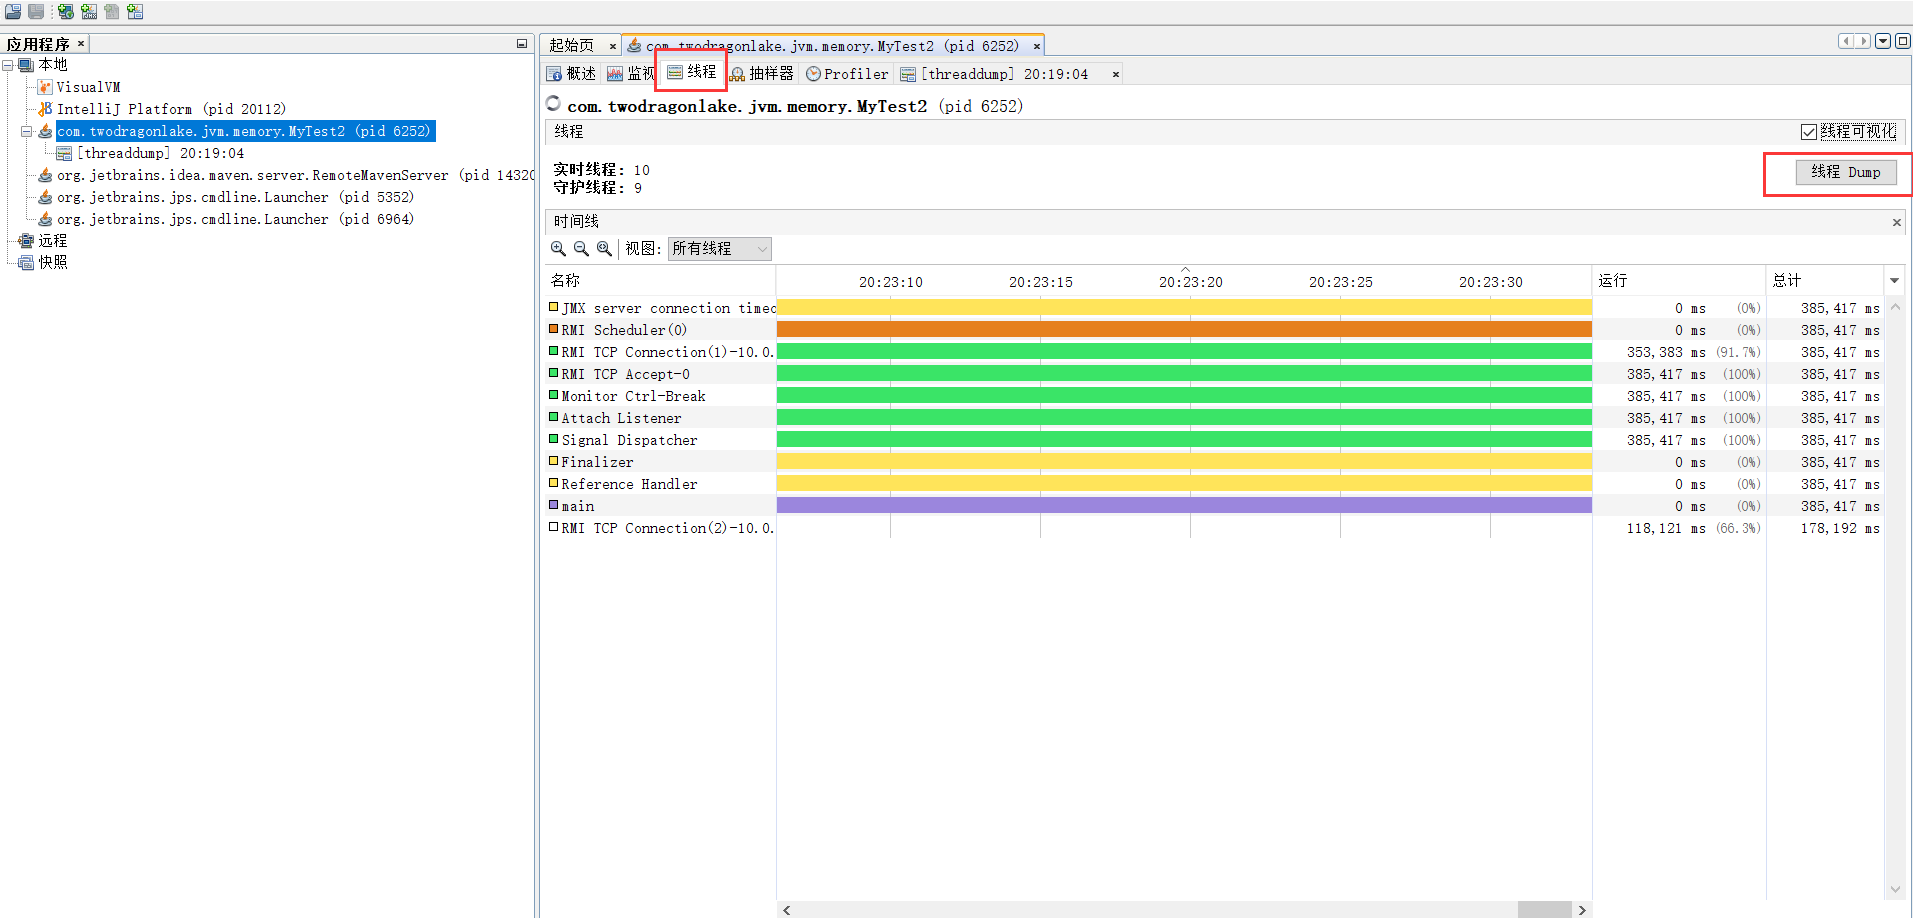 应用程序
本地
VisualVM
IntelliJ Platform (pid 20112)
com.twodragonlake.jvm.memory.MyTest2 (pid 6252)
[threaddump] 20:19:04
org.jetbrains.idea.maven.server.RemoteMavenServer (pid 14320
org.jetbrains.jps.cmdline.Launcher (pid 5352)
org.jetbrains.jps.cmdline.Launcher (pid 6964)
远程
快照
起始页
com.twodragonlake.jvm.memory.MyTest2 (pid 6252)
概述 监视 线程 抽样器 Profiler [threaddump] 20:19:04
com.twodragonlake.jvm.memory.MyTest2 (pid 6252)
线程 线程可视化
实时线程: 10
守护线程: 9
线程 Dump
时间线
视图: 所有线程
名称 20:23:10 20:23:15 20:23:20 20:23:25 20:23:30 运行 总计
JMX server connection timeo 0 ms (0%) 385,417 ms
RMI Scheduler(0) 0 ms (0%) 385,417 ms
RMI TCP Connection(1)-10.0. 353,383 ms (91.7%) 385,417 ms
RMI TCP Accept-0 385,417 ms (100%) 385,417 ms
Monitor Ctrl-Break 385,417 ms (100%) 385,417 ms
Attach Listener 385,417 ms (100%) 385,417 ms
Signal Dispatcher 385,417 ms (100%) 385,417 ms
Finalizer 0 ms (0%) 385,417 ms
Reference Handler 0 ms (0%) 385,417 ms
main 0 ms (0%) 385,417 ms
RMI TCP Connection(2)-10.0. 118,121 ms (66.3%) 178,192 ms